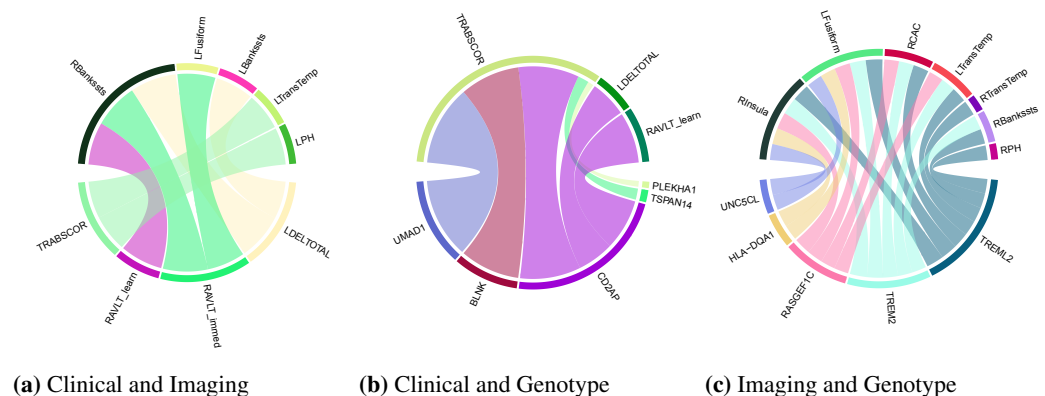 RBankssts
LFusiform
LBankssts
LTransTemp
LPH
TRABSCOR
RAVLT_learn
RAVLT_immed
LDELTOTAL
(a) Clinical and Imaging
TRABSCOR
LDELTOTAL
RAVLT_learn
PLEKHA1
TSPAN14
UMAD1
BLNK
CD2AP
(b) Clinical and Genotype
RInsula
LFusiform
RCAC
LTransTemp
RTransTemp
RBankssts
RPH
UNC5CL
HLA−DQA1
RASGEF1C
TREM2
TREML2
(c) Imaging and Genotype